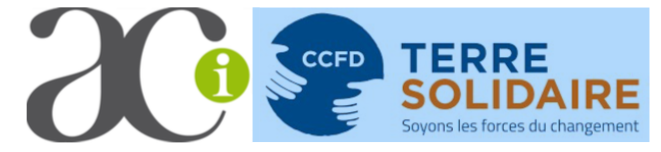 aci
CCFD
TERRE
SOLIDAIRE
Soyons les forces du changement